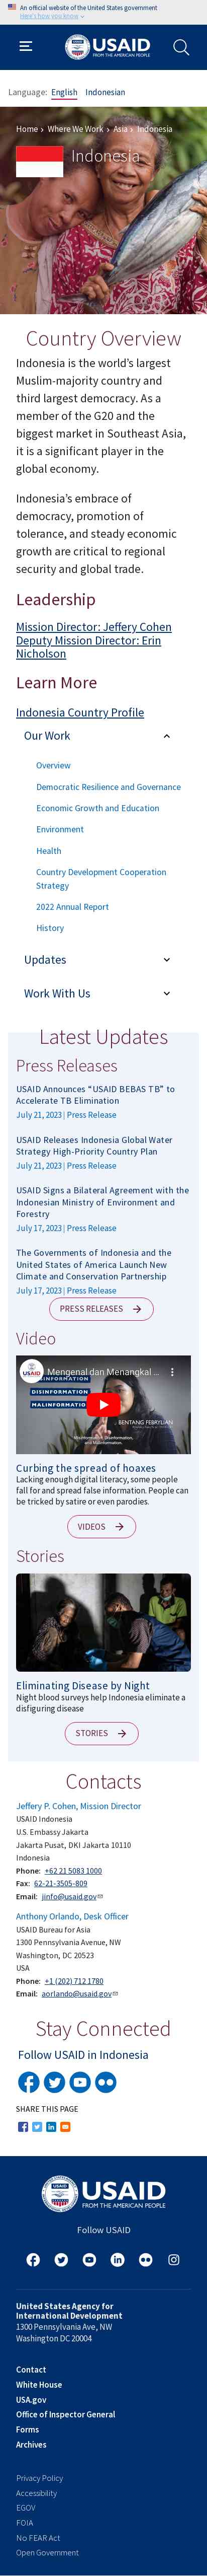 An official website of the United States government
Here's how you know
USAID
FROM THE AMERICAN PEOPLE
Language: English Indonesian
Home › Where We Work › Asia › Indonesia
Indonesia
Country Overview
Indonesia is the world’s largest
Muslim-majority country and
third largest democracy. As a
member of the G20 and the
biggest market in Southeast Asia,
Indonesia is a pivotal player in the
global economy.
Indonesia’s embrace of
democracy, promotion of
tolerance, and steady economic
growth are critical to regional
security and global trade.
Leadership
Mission Director: Jeffery Cohen
Deputy Mission Director: Erin
Nicholson
Learn More
Indonesia Country Profile
Our Work
Overview
Democratic Resilience and Governance
Economic Growth and Education
Environment
Health
Country Development Cooperation
Strategy
2022 Annual Report
History
Updates
Work With Us
Latest Updates
Press Releases
USAID Announces “USAID BEBAS TB” to
Accelerate TB Elimination
July 21, 2023 | Press Release
USAID Releases Indonesia Global Water
Strategy High-Priority Country Plan
July 21, 2023 | Press Release
USAID Signs a Bilateral Agreement with the
Indonesian Ministry of Environment and
Forestry
July 17, 2023 | Press Release
The Governments of Indonesia and the
United States of America Launch New
Climate and Conservation Partnership
July 17, 2023 | Press Release
PRESS RELEASES →
Video
Mengenal dan Menangkal ...
DISINFORMATION
MALINFORMATION
BENTANG FEBRYLIAN
Curbing the spread of hoaxes
Lacking enough digital literacy, some people
fall for and spread false information. People can
be tricked by satire or even parodies.
VIDEOS →
Stories
Eliminating Disease by Night
Night blood surveys help Indonesia eliminate a
disfiguring disease
STORIES →
Contacts
Jeffery P. Cohen, Mission Director
USAID Indonesia
U.S. Embassy Jakarta
Jakarta Pusat, DKI Jakarta 10110
Indonesia
Phone: +62 21 5083 1000
Fax: 62-21-3505-809
Email: jinfo@usaid.gov
Anthony Orlando, Desk Officer
USAID Bureau for Asia
1300 Pennsylvania Avenue, NW
Washington, DC 20523
USA
Phone: +1 (202) 712 1780
Email: aorlando@usaid.gov
Stay Connected
Follow USAID in Indonesia
SHARE THIS PAGE
USAID
FROM THE AMERICAN PEOPLE
Follow USAID
United States Agency for
International Development
1300 Pennsylvania Ave, NW
Washington DC 20004
Contact
White House
USA.gov
Office of Inspector General
Forms
Archives
Privacy Policy
Accessibility
EGOV
FOIA
No FEAR Act
Open Government